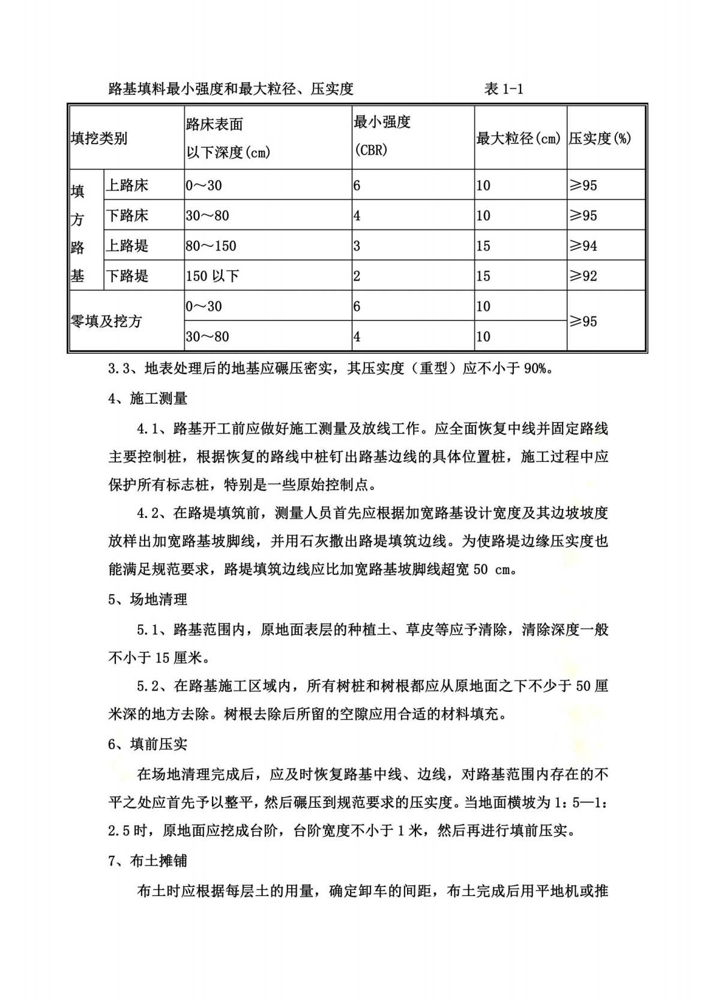 路基填料最小强度和最大粒径、压实度 表 1-1
填挖类别 路床表面以下深度(cm) 最小强度(CBR) 最大粒径(cm) 压实度(%)
填方路基 上路床 0～30 6 10 ≥95
下路床 30～80 4 10 ≥95
上路堤 80～150 3 15 ≥94
下路堤 150 以下 2 15 ≥92
零填及挖方 0～30 6 10 ≥95
30～80 4 10
3.3、地表处理后的地基应碾压密实，其压实度（重型）应不小于 90%。
4、施工测量
4.1、路基开工前应做好施工测量及放线工作。应全面恢复中线并固定路线
主要控制桩，根据恢复的路线中桩钉出路基边线的具体位置桩，施工过程中应
保护所有标志桩，特别是一些原始控制点。
4.2、在路堤填筑前，测量人员首先应根据加宽路基设计宽度及其边坡坡度
放样出加宽路基坡脚线，并用石灰撒出路堤填筑边线。为使路堤边缘压实度也
能满足规范要求，路堤填筑边线应比加宽路基坡脚线超宽 50 cm。
5、场地清理
5.1、路基范围内，原地面表层的种植土、草皮等应予清除，清除深度一般
不小于 15 厘米。
5.2、在路基施工区域内，所有树桩和树根都应从原地面之下不少于 50 厘
米深的地方去除。树根去除后所留的空隙应用合适的材料填充。
6、填前压实
在场地清理完成后，应及时恢复路基中线、边线，对路基范围内存在的不
平之处应首先予以整平，然后碾压到规范要求的压实度。当地面横坡为 1：5—1：
2.5 时，原地面应挖成台阶，台阶宽度不小于 1 米，然后再进行填前压实。
7、布土摊铺
布土时应根据每层土的用量，确定卸车的间距，布土完成后用平地机或推